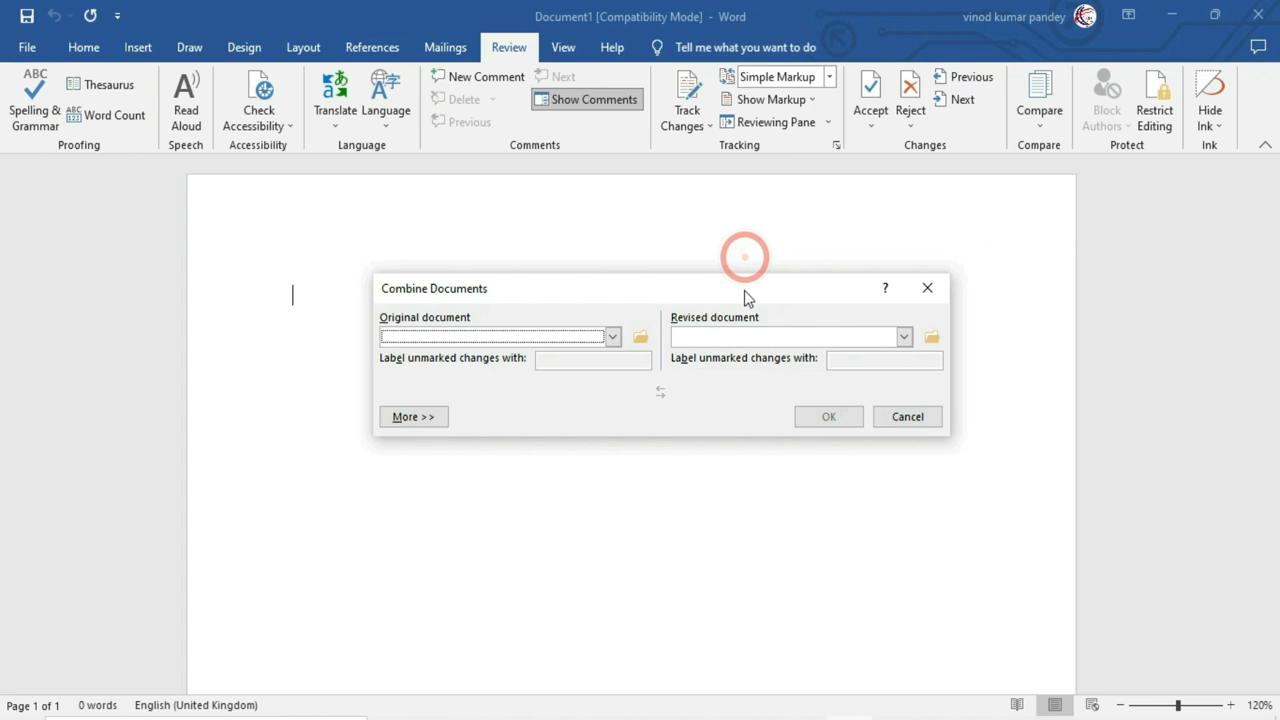 Document1 [Compatibility Mode] - Word
vinod kumar pandey
File Home Insert Draw Design Layout References Mailings Review View Help Tell me what you want to do
ABC
Spelling & Grammar
Thesaurus
ABC
Word Count
Proofing
Read Aloud
Speech
Check Accessibility
Accessibility
Translate
Language
Language
New Comment
Delete
Previous
Next
Show Comments
Comments
Track Changes
Simple Markup
Show Markup
Reviewing Pane
Tracking
Accept
Reject
Previous
Next
Changes
Compare
Compare
Block Authors
Restrict Editing
Protect
Hide Ink
Ink
Combine Documents
?
Original document
Revised document
Label unmarked changes with:
Label unmarked changes with:
More >>
OK
Cancel
Page 1 of 1 0 words English (United Kingdom)
120%